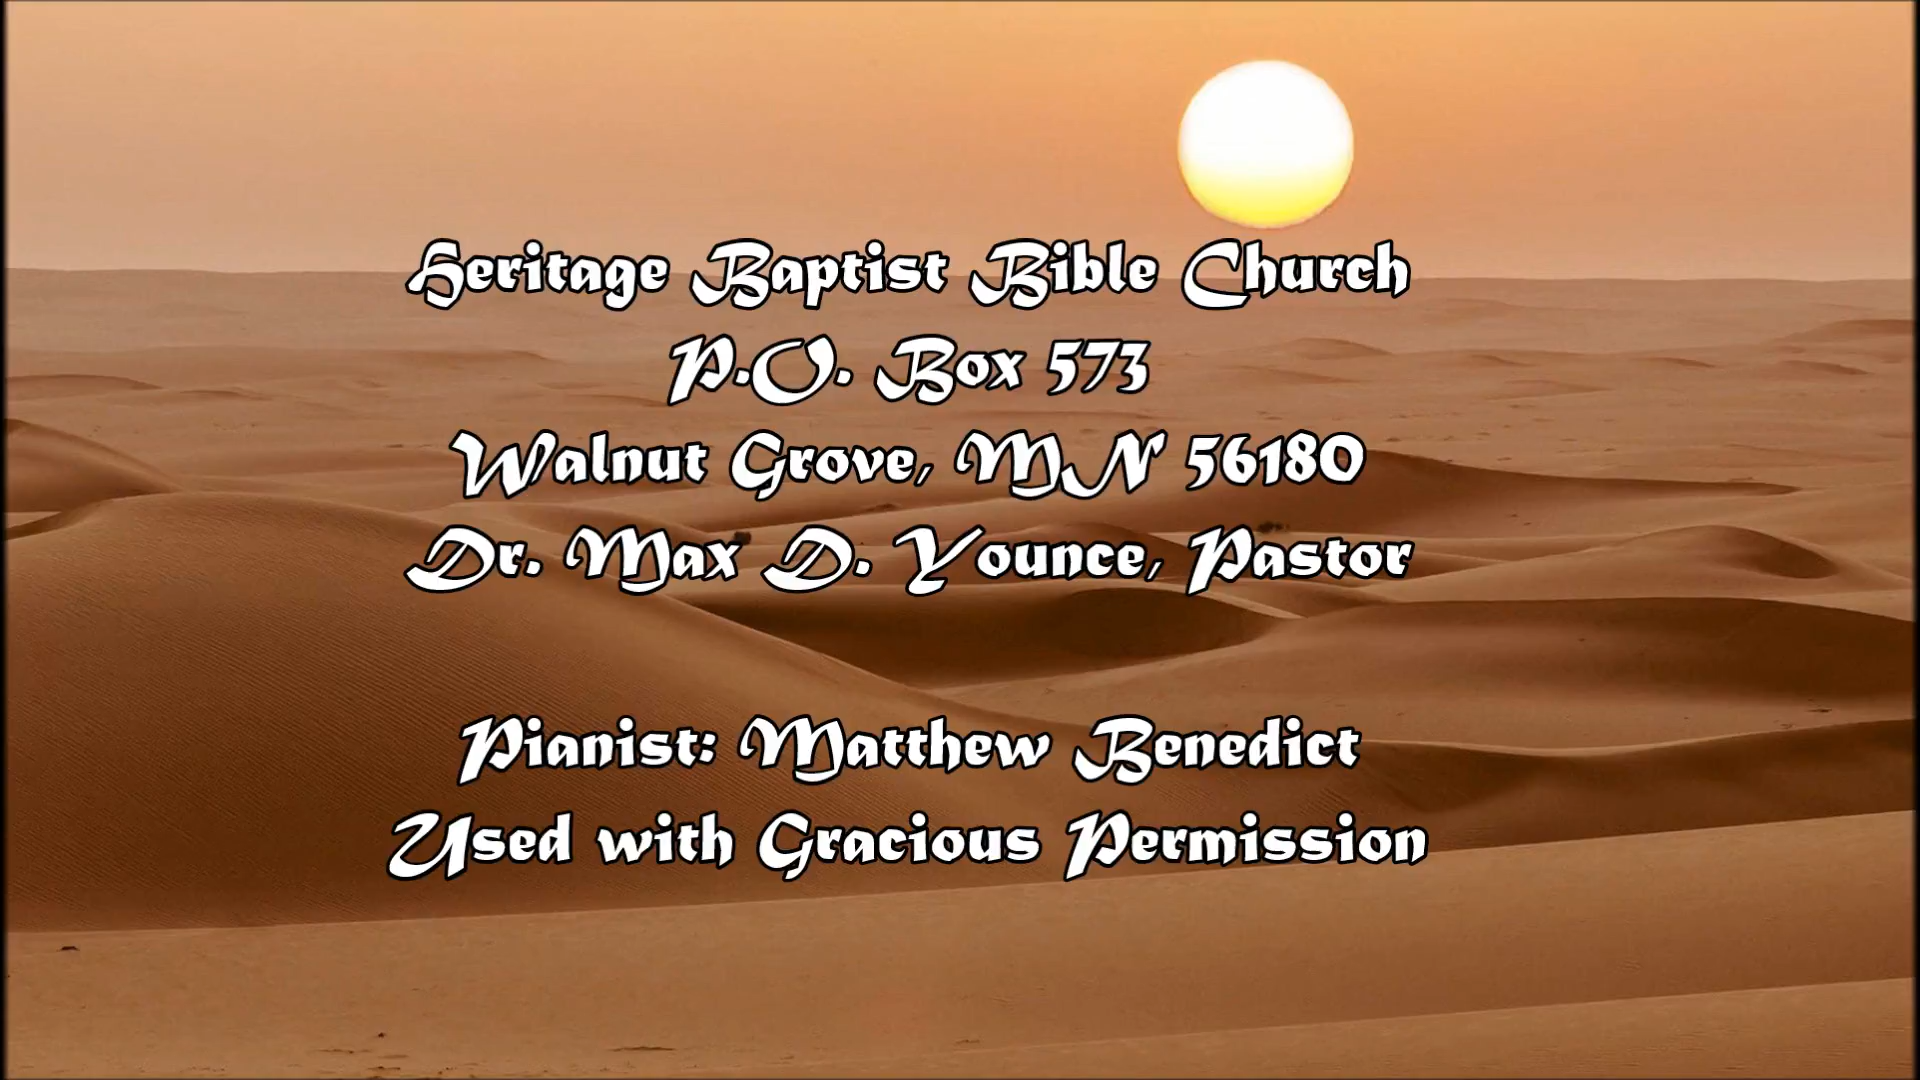 Heritage Baptist Bible Church
P.O. Box 573
Walnut Grove, MN 56180
Dr. Max D. Younce, Pastor
Pianist: Matthew Benedict
Used with Gracious Permission